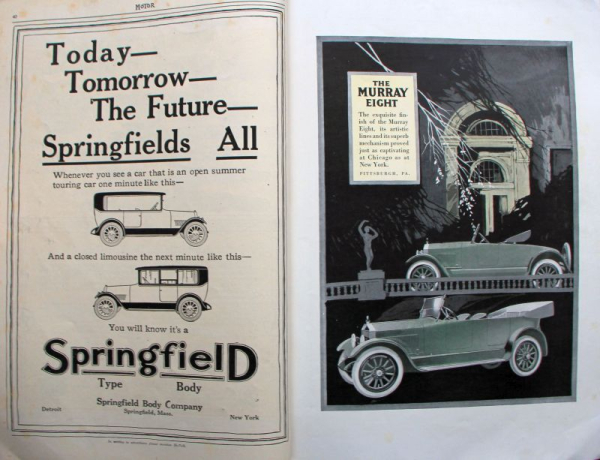 MOTOR
Today—
Tomorrow—
The Future—
Springfields All
Whenever you see a car that is an open summer
touring car one minute like this—
And a closed limousine the next minute like this—
You will know it's a
SpringfielD
Type Body
Springfield Body Company
Detroit Springfield, Mass. New York
THE
MURRAY
EIGHT
The exquisite fin-
ish of the Murray
Eight, its artistic
lines and its superb
mechanism proved
just as captivating
at Chicago as at
New York.
PITTSBURGH, PA.